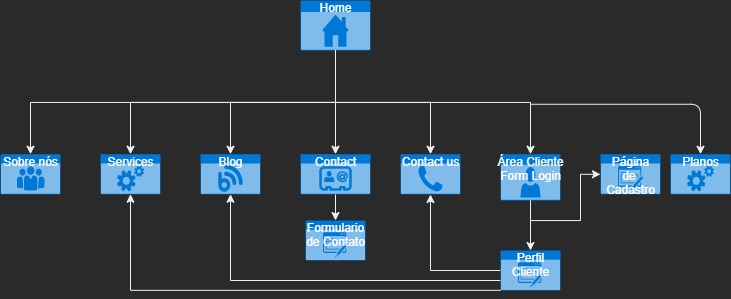 Home
Sobre nós
Services
Blog
Contact
Contact us
Área Cliente
Form Login
Página
de
Cadastro
Planos
Formulario
de Contato
Perfil
Cliente